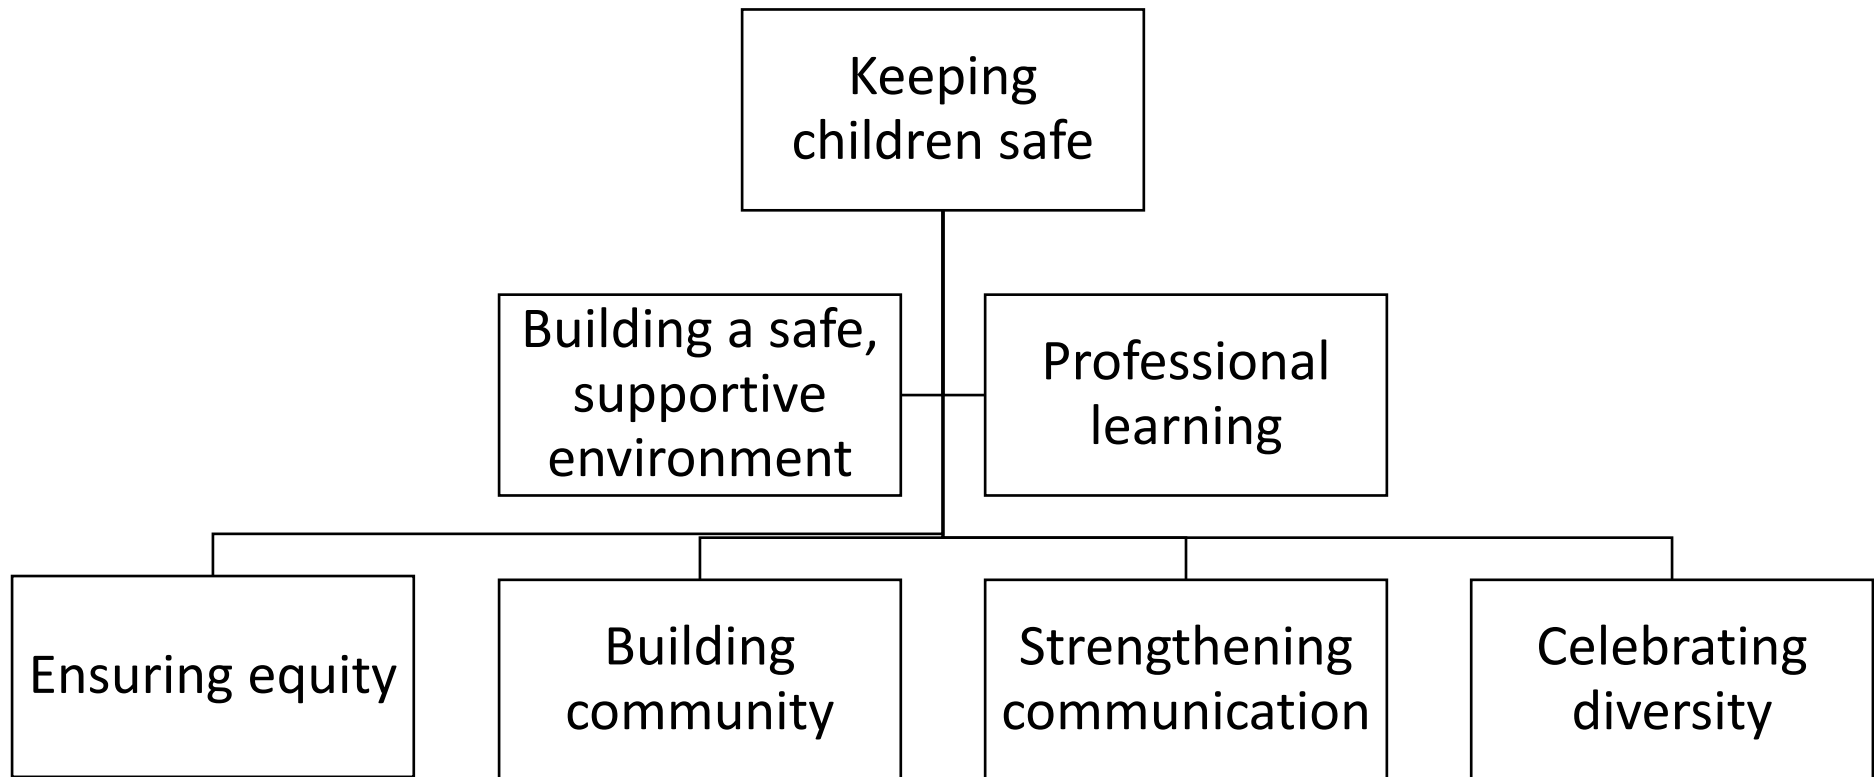 Keeping
children safe
Building a safe,
supportive
environment
Professional
learning
Ensuring equity
Building
community
Strengthening
communication
Celebrating
diversity